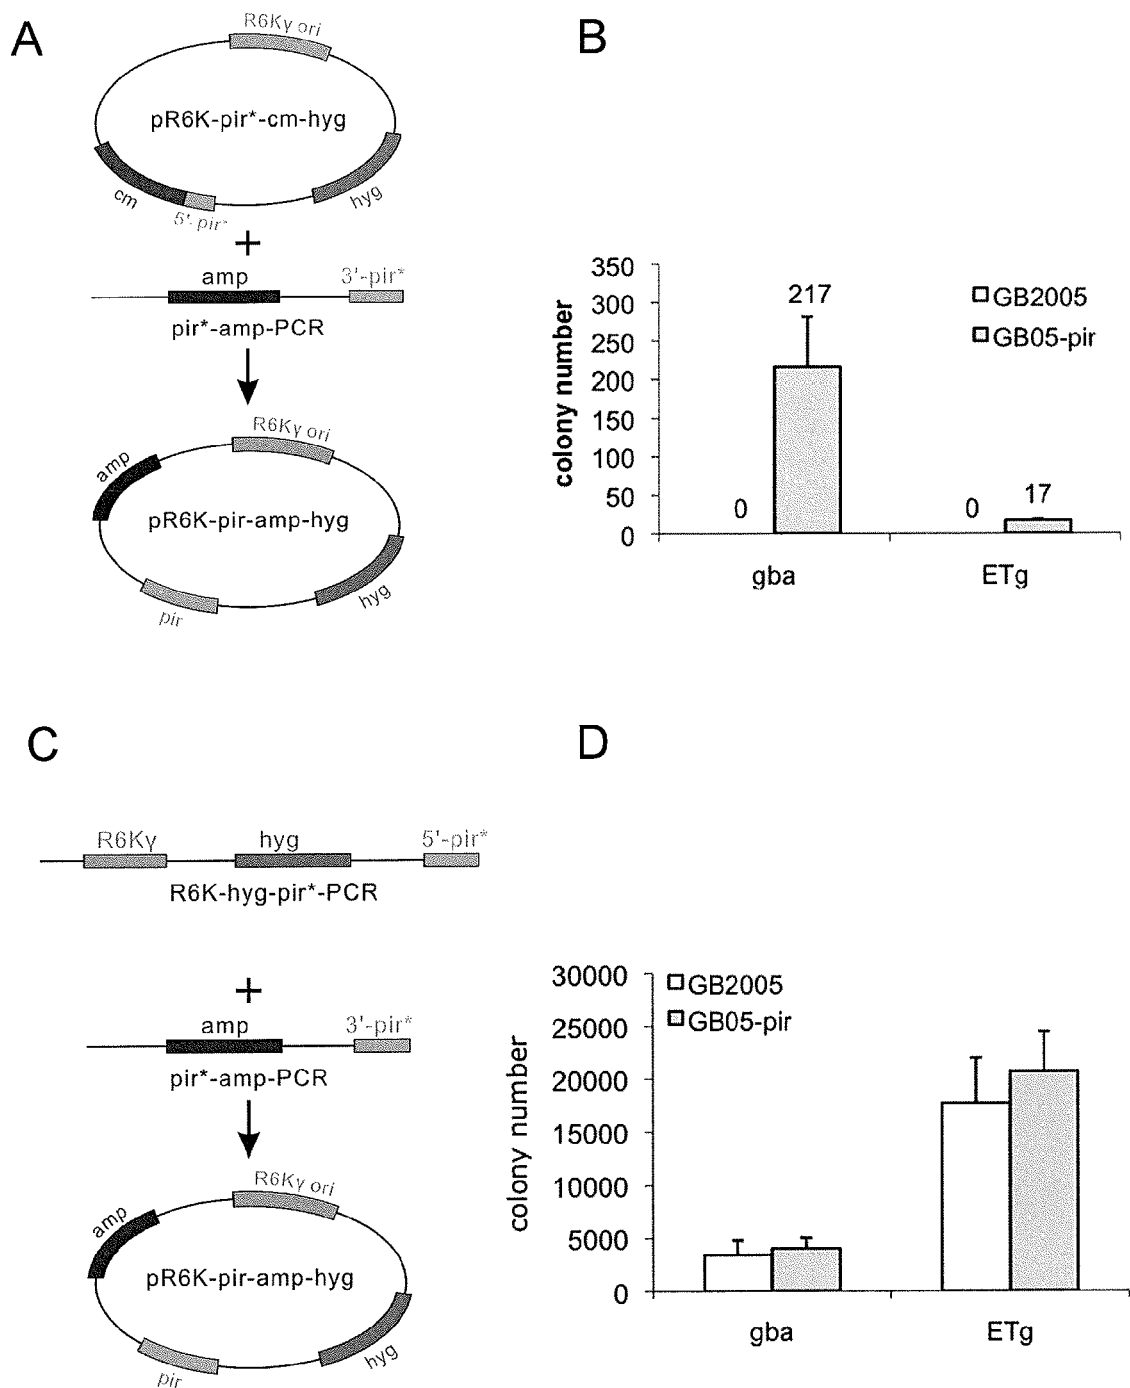 A
R6Kγ ori
pR6K-pir*-cm-hyg
cm
5'-pir*
hyg
+
amp
3'-pir*
pir*-amp-PCR
R6Kγ ori
amp
pR6K-pir-amp-hyg
pir
hyg
B
350
300
250
200
150
100
50
0
colony number
217
0
0
17
GB2005
GB05-pir
gba
ETg
C
R6Kγ
hyg
5'-pir*
R6K-hyg-pir*-PCR
+
amp
3'-pir*
pir*-amp-PCR
R6Kγ ori
amp
pR6K-pir-amp-hyg
pir
hyg
D
30000
25000
20000
15000
10000
5000
0
colony number
GB2005
GB05-pir
gba
ETg